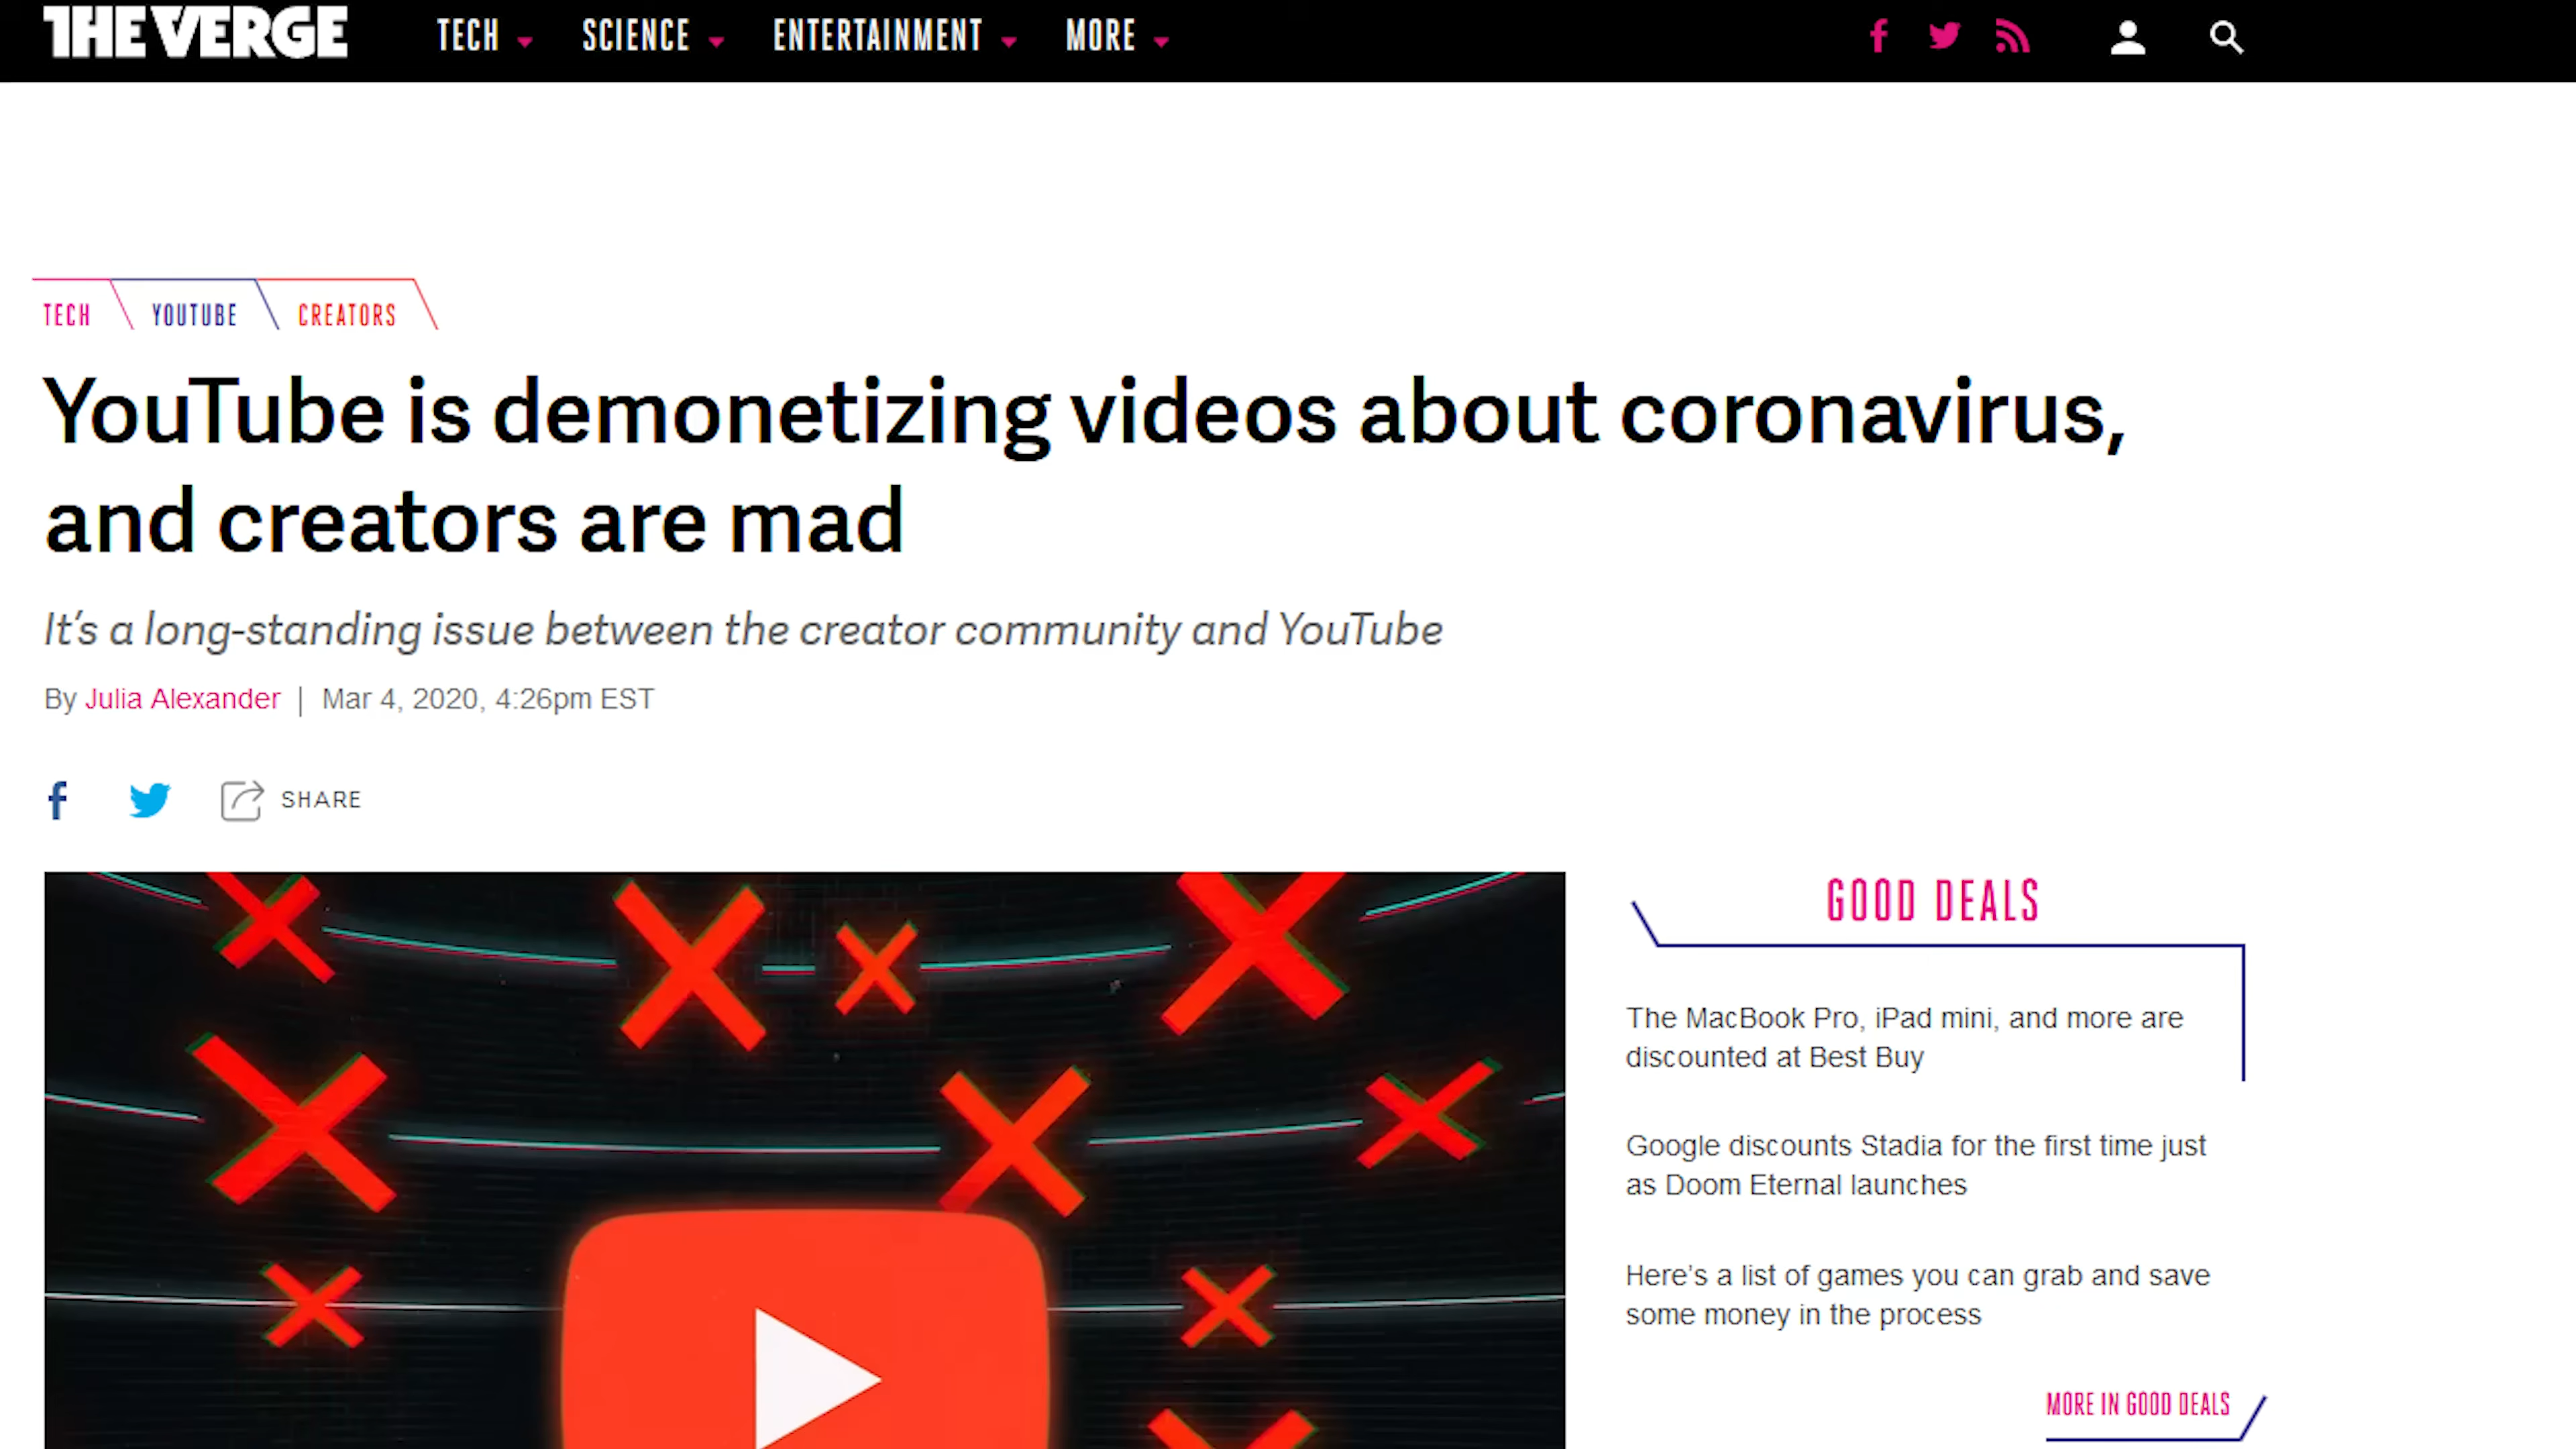 THE VERGE
TECH SCIENCE ENTERTAINMENT MORE
TECH YOUTUBE CREATORS
YouTube is demonetizing videos about coronavirus,
and creators are mad
It's a long-standing issue between the creator community and YouTube
By Julia Alexander | Mar 4, 2020, 4:26pm EST
SHARE
GOOD DEALS
The MacBook Pro, iPad mini, and more are
discounted at Best Buy
Google discounts Stadia for the first time just
as Doom Eternal launches
Here's a list of games you can grab and save
some money in the process
MORE IN GOOD DEALS